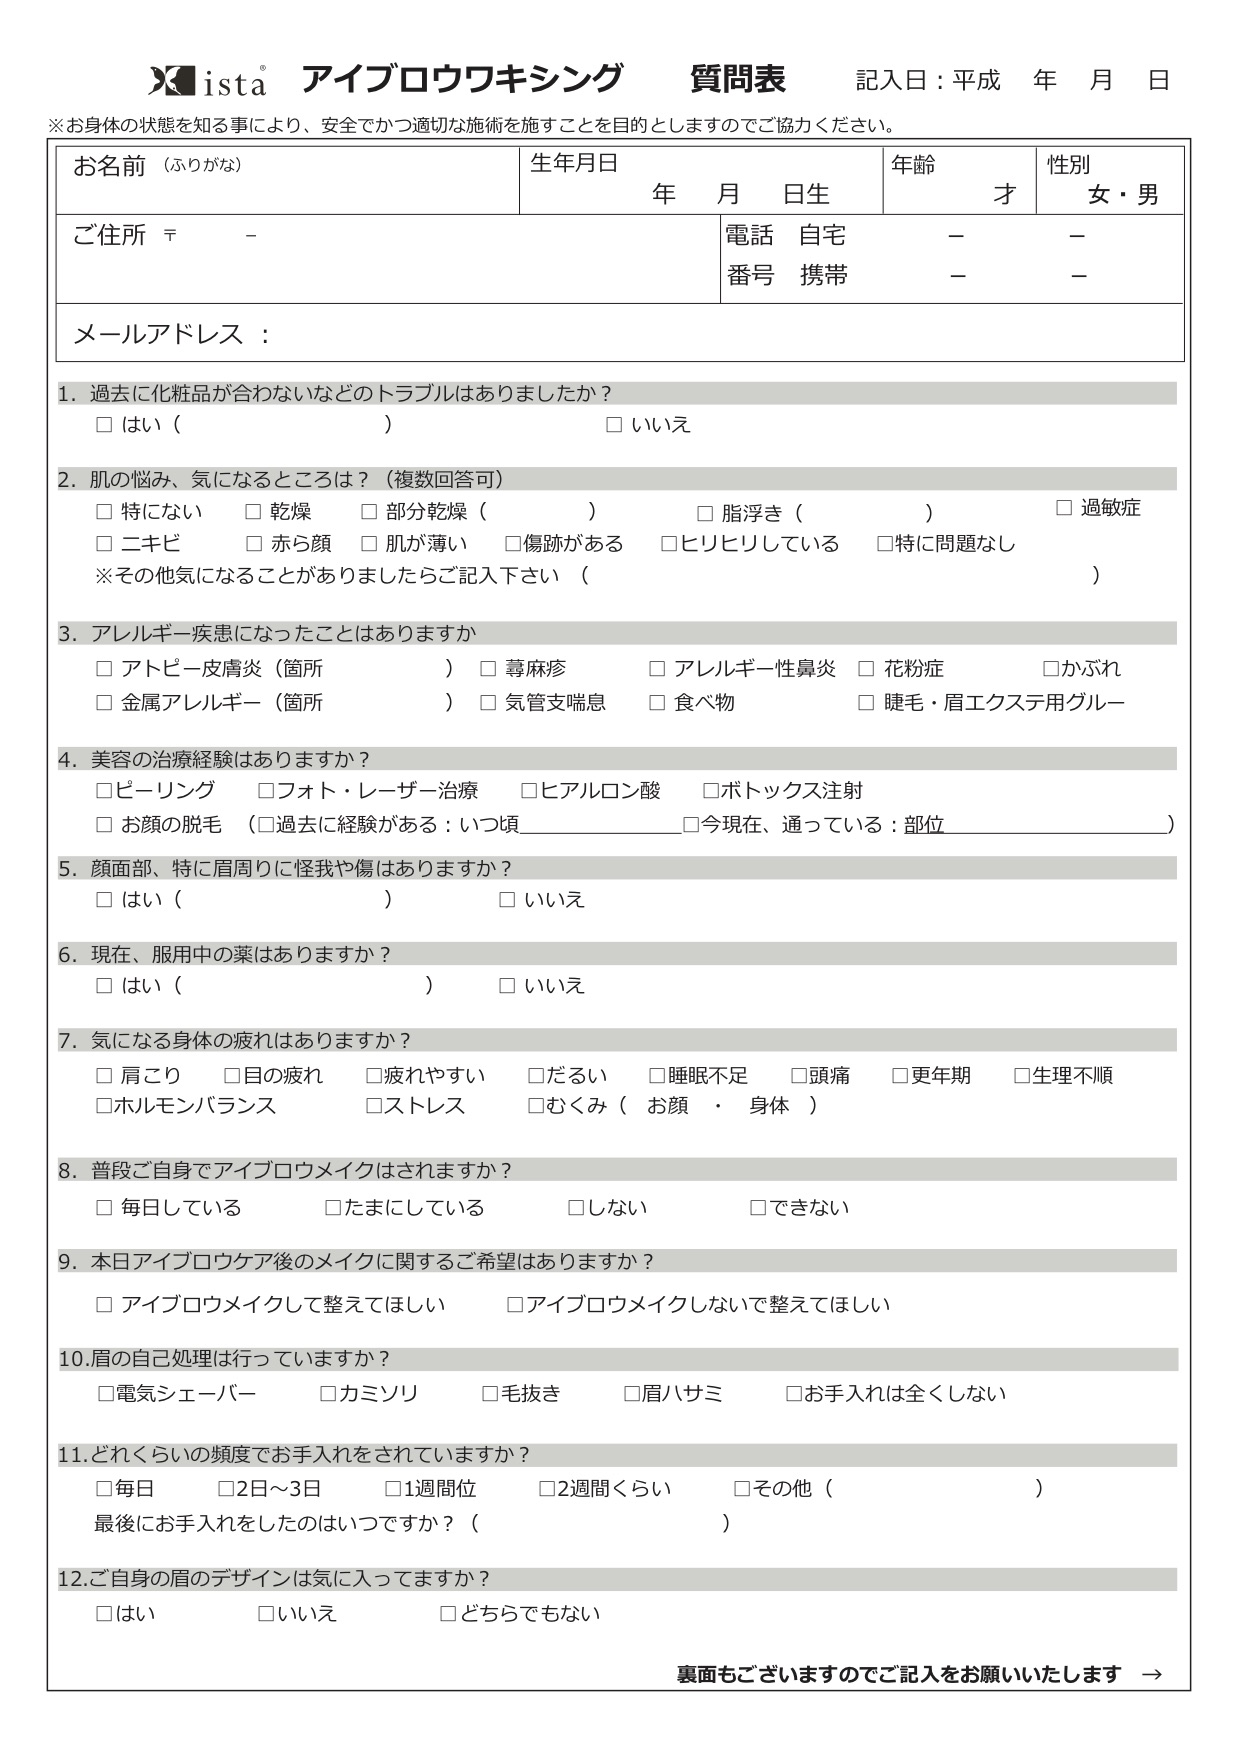 ista® アイブロウワキシング 質問表 記入日：平成 年 月 日
※お身体の状態を知る事により、安全でかつ適切な施術を施すことを目的としますのでご協力ください。
お名前（ふりがな） 生年月日 年齢 性別
年 月 日生 才 女・男
ご住所 〒 − 電話 自宅 − −
番号 携帯 − −
メールアドレス ：
1. 過去に化粧品が合わないなどのトラブルはありましたか？
□ はい（ ） □ いいえ
2. 肌の悩み、気になるところは？（複数回答可）
□ 特にない □ 乾燥 □ 部分乾燥（ ） □ 脂浮き（ ） □ 過敏症
□ ニキビ □ 赤ら顔 □ 肌が薄い □傷跡がある □ヒリヒリしている □特に問題なし
※その他気になることがありましたらご記入下さい （ ）
3. アレルギー疾患になったことはありますか
□ アトピー皮膚炎（箇所 ） □ 蕁麻疹 □ アレルギー性鼻炎 □ 花粉症 □かぶれ
□ 金属アレルギー（箇所 ） □ 気管支喘息 □ 食べ物 □ 睫毛・眉エクステ用グルー
4. 美容の治療経験はありますか？
□ピーリング □フォト・レーザー治療 □ヒアルロン酸 □ボトックス注射
□ お顔の脱毛 （□過去に経験がある：いつ頃 □今現在、通っている：部位 ）
5. 顔面部、特に眉周りに怪我や傷はありますか？
□ はい（ ） □ いいえ
6. 現在、服用中の薬はありますか？
□ はい（ ） □ いいえ
7. 気になる身体の疲れはありますか？
□ 肩こり □目の疲れ □疲れやすい □だるい □睡眠不足 □頭痛 □更年期 □生理不順
□ホルモンバランス □ストレス □むくみ（ お顔 ・ 身体 ）
8. 普段ご自身でアイブロウメイクはされますか？
□ 毎日している □たまにしている □しない □できない
9. 本日アイブロウケア後のメイクに関するご希望はありますか？
□ アイブロウメイクして整えてほしい □アイブロウメイクしないで整えてほしい
10.眉の自己処理は行っていますか？
□電気シェーバー □カミソリ □毛抜き □眉ハサミ □お手入れは全くしない
11.どれくらいの頻度でお手入れをされていますか？
□毎日 □2日〜3日 □1週間位 □2週間くらい □その他（ ）
最後にお手入れをしたのはいつですか？（ ）
12.ご自身の眉のデザインは気に入ってますか？
□はい □いいえ □どちらでもない
裏面もございますのでご記入をお願いいたします →